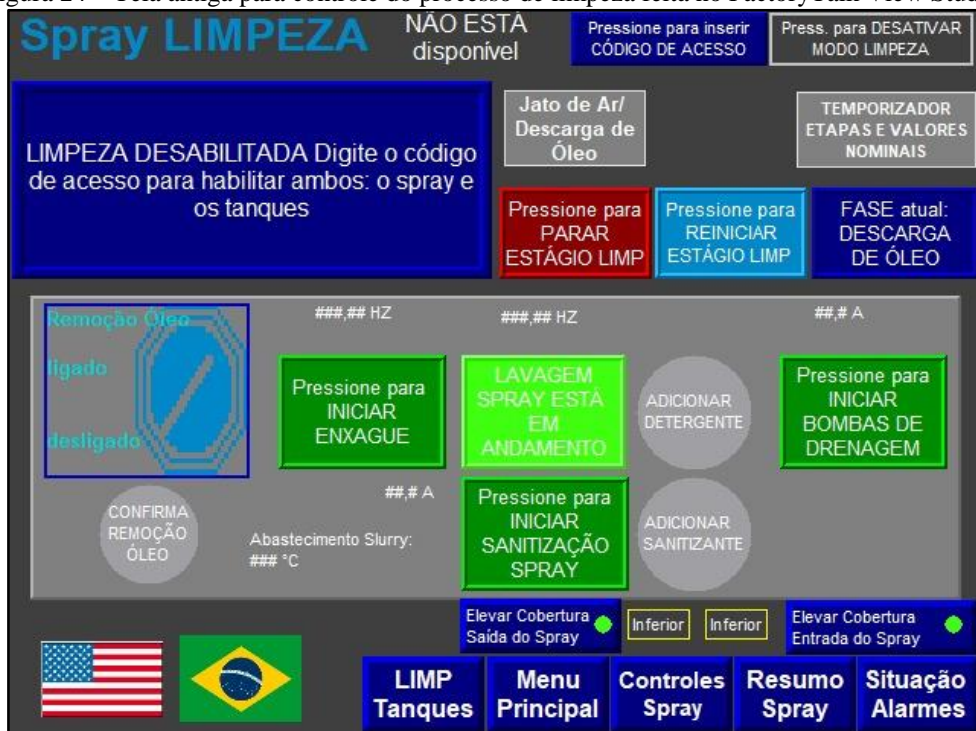 Spray LIMPEZA
NÃO ESTÀ
disponível
Pressione para inserir
CÓDIGO DE ACESSO
Press. para DESATIVAR
MODO LIMPEZA
LIMPEZA DESABILITADA Digite o código
de acesso para habilitar ambos: o spray e
os tanques
Jato de Ar/
Descarga de
Óleo
TEMPORIZADOR
ETAPAS E VALORES
NOMINAIS
Pressione para
PARAR
ESTÁGIO LIMP
Pressione para
REINICIAR
ESTÁGIO LIMP
FASE atual:
DESCARGA
DE ÓLEO
Remoção Óleo
ligado
desligado
###,## HZ
###,## HZ
##,# A
Pressione para
INICIAR
ENXAGUE
LAVAGEM
SPRAY ESTÀ
EM
ANDAMENTO
ADICIONAR
DETERGENTE
Pressione para
INICIAR
BOMBAS DE
DRENAGEM
CONFIRMA
REMOÇÃO
ÓLEO
##,# A
Abastecimento Slurry:
### °C
Pressione para
INICIAR
SANITIZAÇÃO
SPRAY
ADICIONAR
SANITIZANTE
Elevar Cobertura
Saída do Spray
Inferior
Inferior
Elevar Cobertura
Entrada do Spray
LIMP
Tanques
Menu
Principal
Controles
Spray
Resumo
Spray
Situação
Alarmes